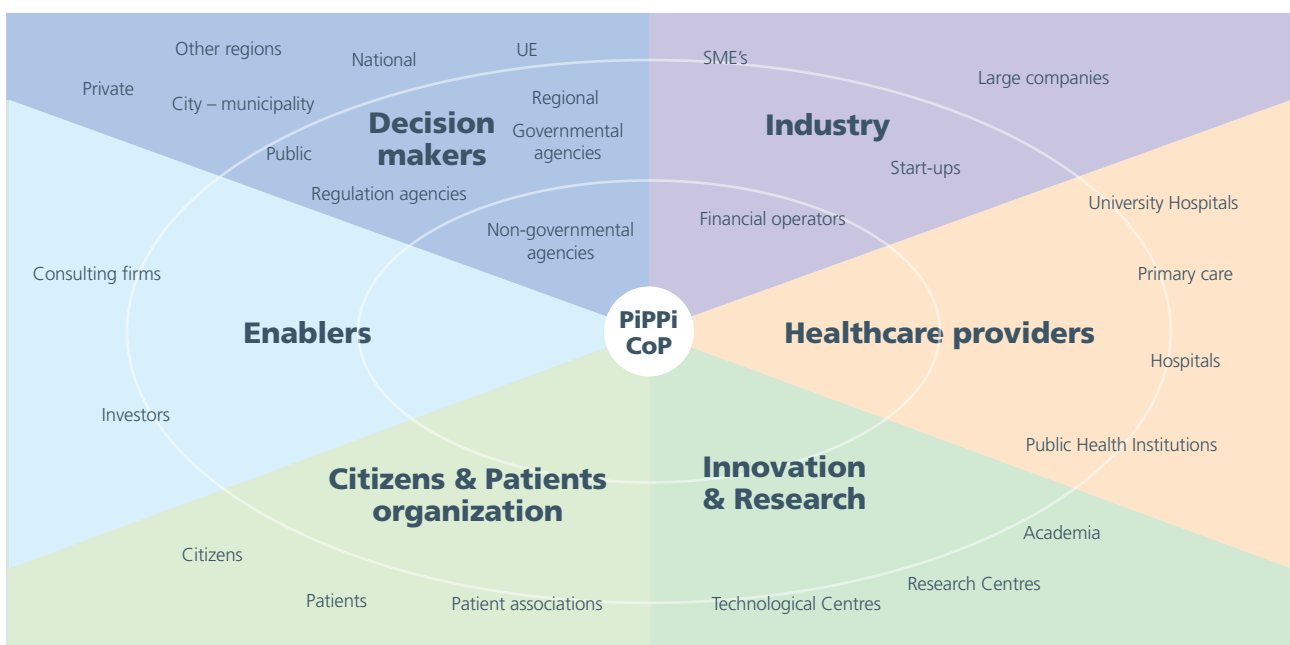 Other regions
National
UE
Private
City – municipality
Regional
Decision
makers
Governmental
agencies
Public
Regulation agencies
Non-governmental
agencies
SME's
Large companies
Industry
Start-ups
Financial operators
University Hospitals
Primary care
Healthcare providers
Hospitals
Public Health Institutions
Consulting firms
Enablers
Investors
PiPPi
CoP
Citizens & Patients
organization
Citizens
Patients
Patient associations
Innovation
& Research
Academia
Research Centres
Technological Centres